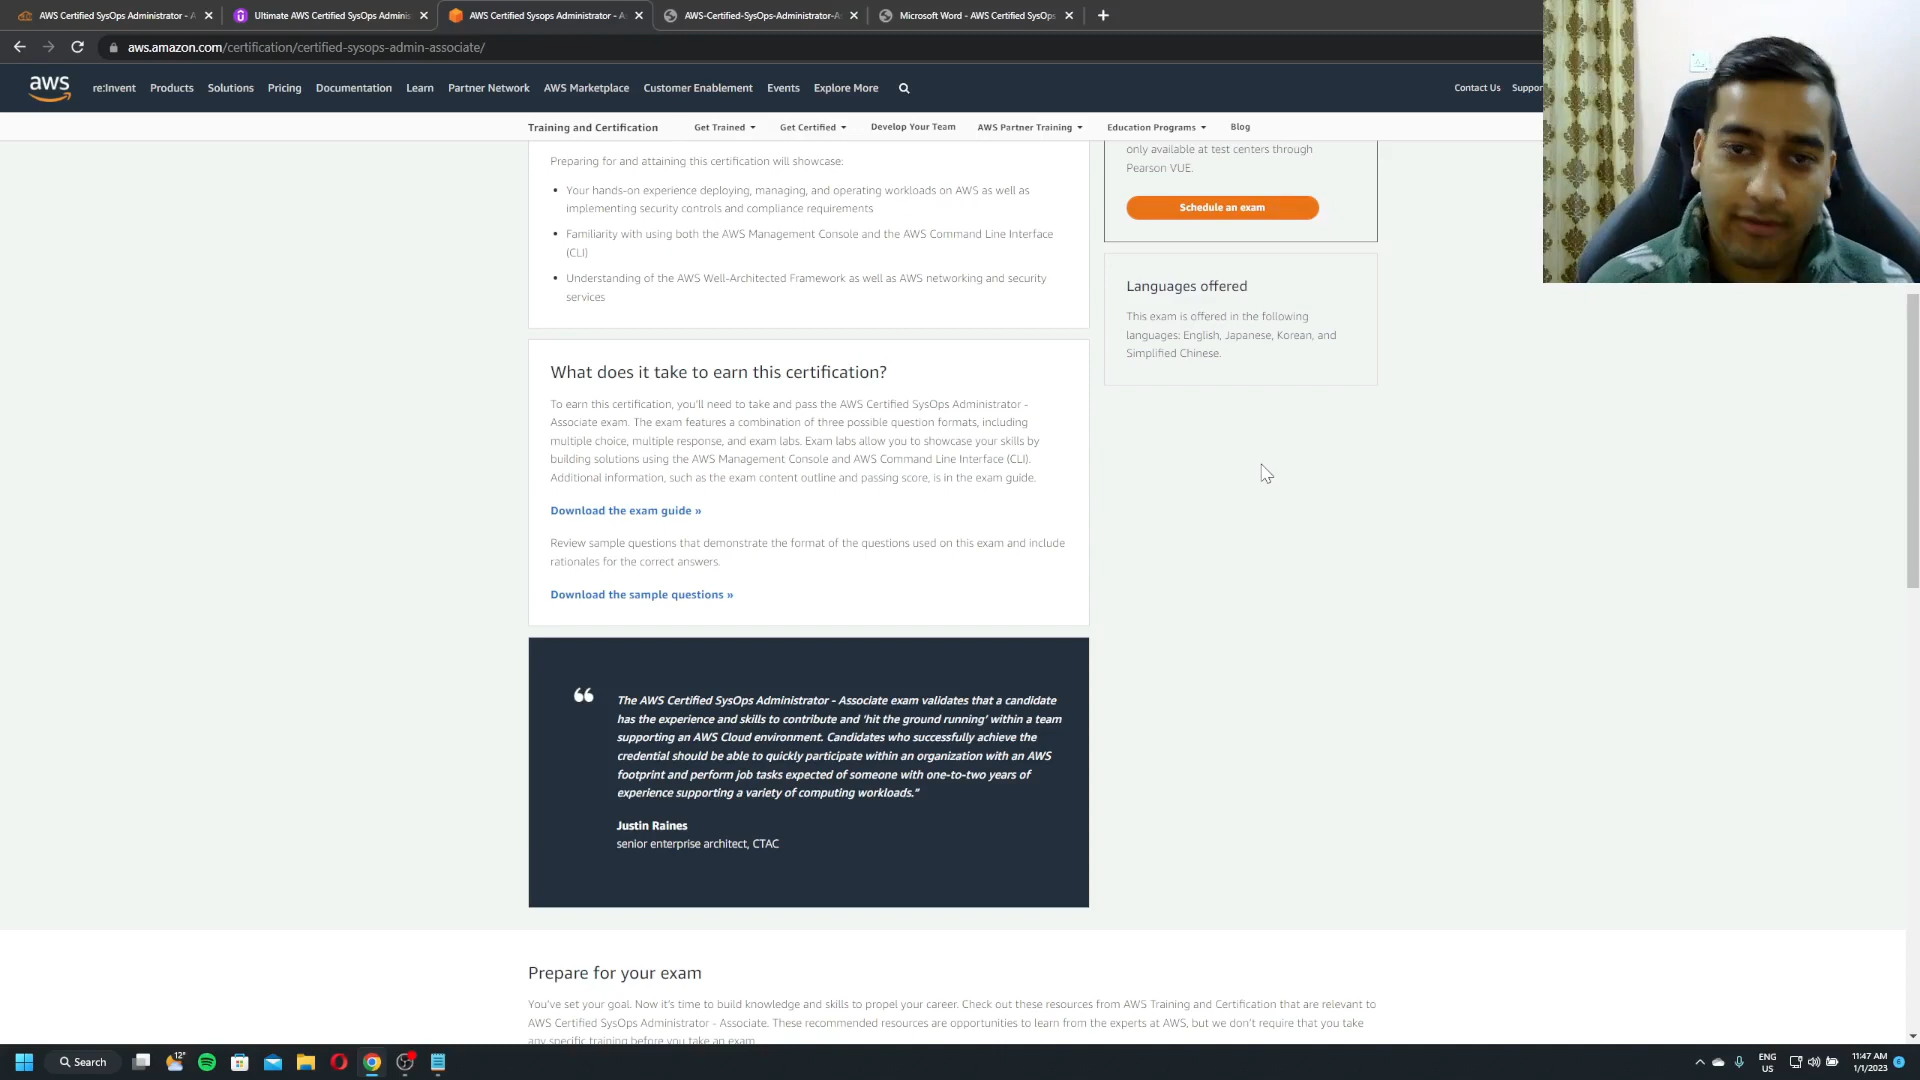 AWS Certified SysOps Administrator - A
Ultimate AWS Certified SysOps Adminis
AWS Certified Sysops Administrator - A
AWS-Certified-SysOps-Administrator-A
Microsoft Word - AWS Certified SysOps
aws.amazon.com/certification/certified-sysops-admin-associate/
aws
re:Invent
Products
Solutions
Pricing
Documentation
Learn
Partner Network
AWS Marketplace
Customer Enablement
Events
Explore More
Contact Us
Suppor
Training and Certification
Get Trained
Get Certified
Develop Your Team
AWS Partner Training
Education Programs
Blog
Preparing for and attaining this certification will showcase:
• Your hands-on experience deploying, managing, and operating workloads on AWS as well as
implementing security controls and compliance requirements
• Familiarity with using both the AWS Management Console and the AWS Command Line Interface
(CLI)
• Understanding of the AWS Well-Architected Framework as well as AWS networking and security
services
only available at test centers through
Pearson VUE.
Schedule an exam
Languages offered
This exam is offered in the following
languages: English, Japanese, Korean, and
Simplified Chinese.
What does it take to earn this certification?
To earn this certification, you'll need to take and pass the AWS Certified SysOps Administrator -
Associate exam. The exam features a combination of three possible question formats, including
multiple choice, multiple response, and exam labs. Exam labs allow you to showcase your skills by
building solutions using the AWS Management Console and AWS Command Line Interface (CLI).
Additional information, such as the exam content outline and passing score, is in the exam guide.
Download the exam guide »
Review sample questions that demonstrate the format of the questions used on this exam and include
rationales for the correct answers.
Download the sample questions »
“ The AWS Certified SysOps Administrator - Associate exam validates that a candidate
has the experience and skills to contribute and ‘hit the ground running’ within a team
supporting an AWS Cloud environment. Candidates who successfully achieve the
credential should be able to quickly participate within an organization with an AWS
footprint and perform job tasks expected of someone with one-to-two years of
experience supporting a variety of computing workloads.”
Justin Raines
senior enterprise architect, CTAC
Prepare for your exam
You've set your goal. Now it's time to build knowledge and skills to propel your career. Check out these resources from AWS Training and Certification that are relevant to
AWS Certified SysOps Administrator - Associate. These recommended resources are opportunities to learn from the experts at AWS, but we don't require that you take
any specific training before you take an exam
Search
12°
ENG
US
11:47 AM
1/1/2023
6